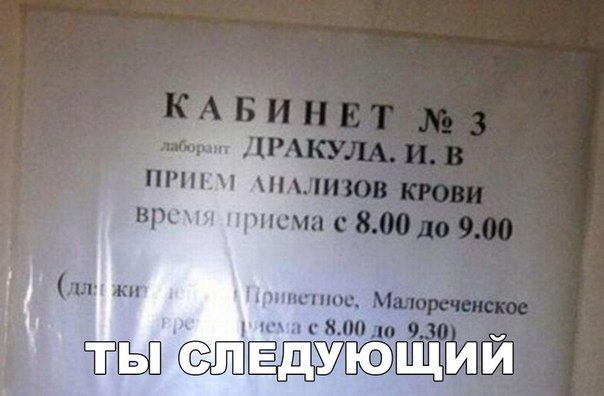 КАБИНЕТ № 3
лаборант ДРАКУЛА. И. В
ПРИЕМ АНАЛИЗОВ КРОВИ
время приема с 8.00 до 9.00
(для Приветное, Малореченское
приема с 8.00 до 9.30)
ТЫ СЛЕДУЮЩИЙ